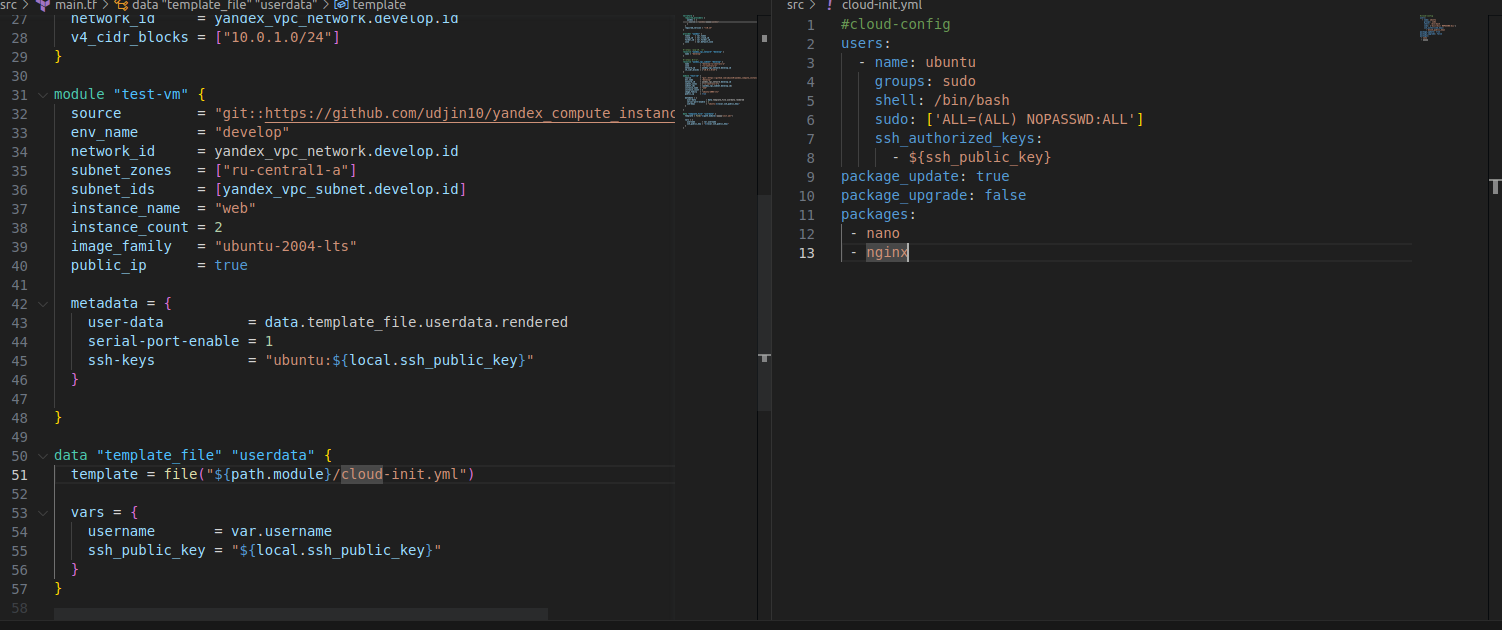 src > main.tf > data "template_file" "userdata" > template
27 network_id = yandex_vpc_network.develop.id
28 v4_cidr_blocks = ["10.0.1.0/24"]
29 }
30
31 module "test-vm" {
32 source = "git::https://github.com/udjin10/yandex_compute_instanc
33 env_name = "develop"
34 network_id = yandex_vpc_network.develop.id
35 subnet_zones = ["ru-central1-a"]
36 subnet_ids = [yandex_vpc_subnet.develop.id]
37 instance_name = "web"
38 instance_count = 2
39 image_family = "ubuntu-2004-lts"
40 public_ip = true
41
42 metadata = {
43 user-data = data.template_file.userdata.rendered
44 serial-port-enable = 1
45 ssh-keys = "ubuntu:${local.ssh_public_key}"
46 }
47
48 }
49
50 data "template_file" "userdata" {
51 template = file("${path.module}/cloud-init.yml")
52
53 vars = {
54 username = var.username
55 ssh_public_key = "${local.ssh_public_key}"
56 }
57 }
58
src > ! cloud-init.yml
1 #cloud-config
2 users:
3 - name: ubuntu
4 groups: sudo
5 shell: /bin/bash
6 sudo: ['ALL=(ALL) NOPASSWD:ALL']
7 ssh_authorized_keys:
8 - ${ssh_public_key}
9 package_update: true
10 package_upgrade: false
11 packages:
12 - nano
13 - nginx